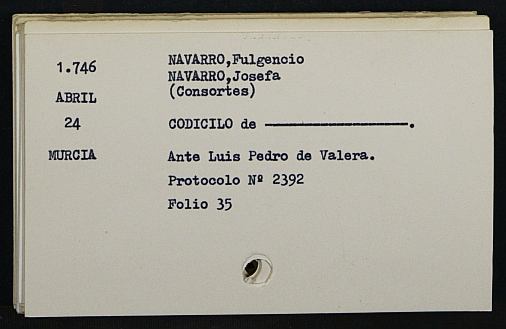 1.746
ABRIL
24
MURCIA
NAVARRO,Fulgencio
NAVARRO,Josefa
(Consortes)
CODICILO de ———————————.
Ante Luis Pedro de Valera.
Protocolo Nº 2392
Folio 35